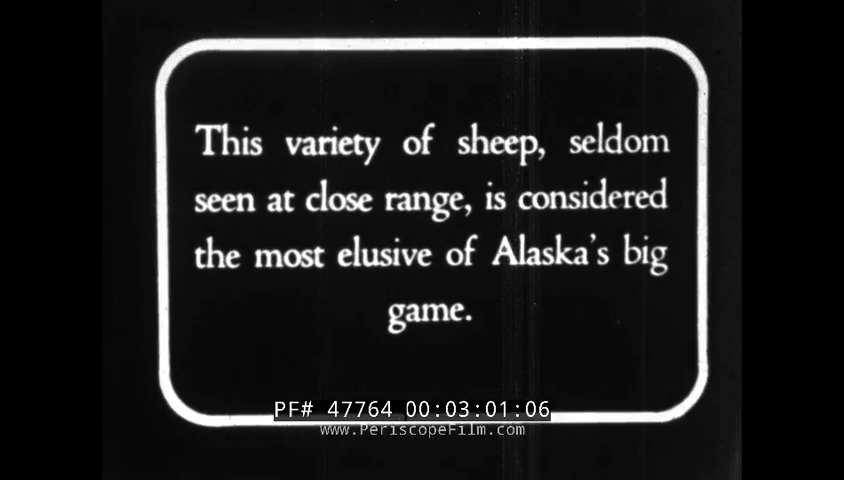 This variety of sheep, seldom
seen at close range, is considered
the most elusive of Alaska's big
game.
PF# 47764 00:03:01:06
www.PeriscopeFilm.com